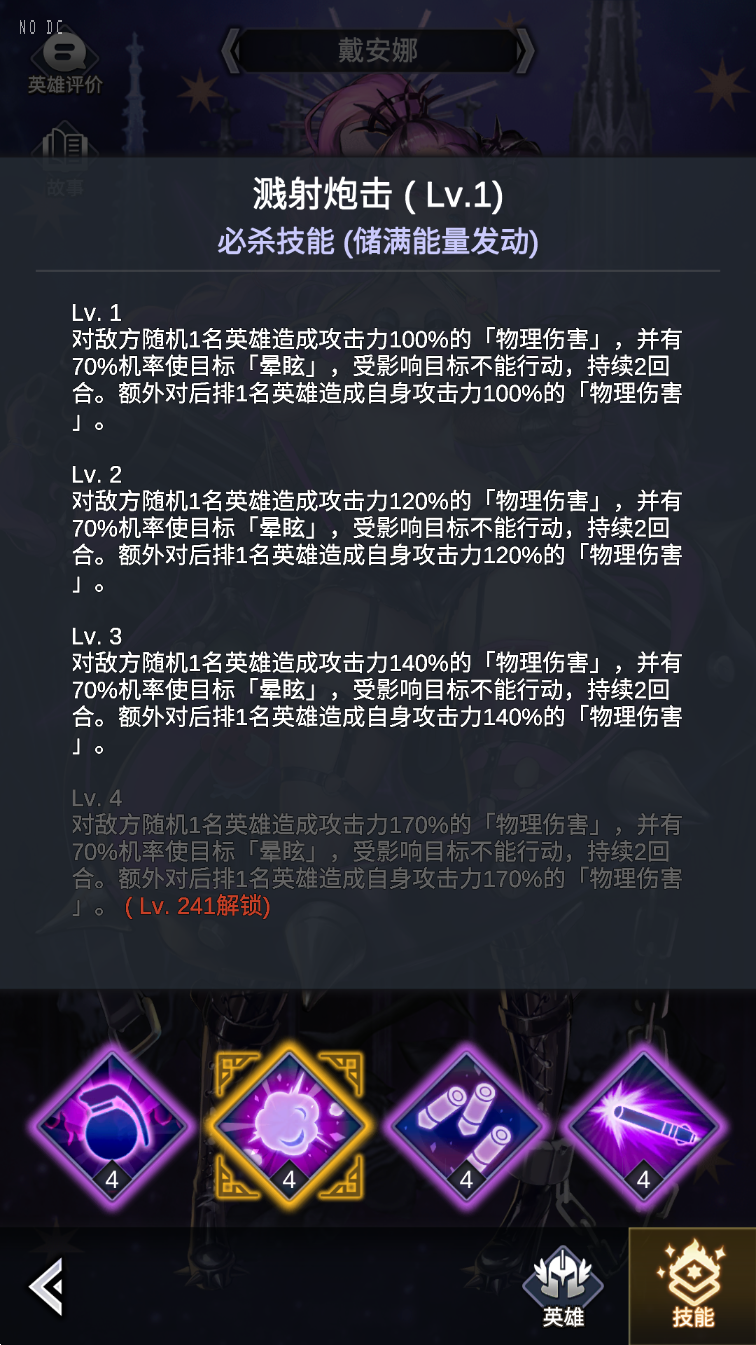 NO DC
英雄评价
戴安娜
故事
溅射炮击 ( Lv.1)
必杀技能 (储满能量发动)
Lv. 1
对敌方随机1名英雄造成攻击力100%的「物理伤害」，并有
70%机率使目标「晕眩」，受影响目标不能行动，持续2回
合。额外对后排1名英雄造成自身攻击力100%的「物理伤害
」。
Lv. 2
对敌方随机1名英雄造成攻击力120%的「物理伤害」，并有
70%机率使目标「晕眩」，受影响目标不能行动，持续2回
合。额外对后排1名英雄造成自身攻击力120%的「物理伤害
」。
Lv. 3
对敌方随机1名英雄造成攻击力140%的「物理伤害」，并有
70%机率使目标「晕眩」，受影响目标不能行动，持续2回
合。额外对后排1名英雄造成自身攻击力140%的「物理伤害
」。
Lv. 4
对敌方随机1名英雄造成攻击力170%的「物理伤害」，并有
70%机率使目标「晕眩」，受影响目标不能行动，持续2回
合。额外对后排1名英雄造成自身攻击力170%的「物理伤害
」。 ( Lv. 241解锁)
4
4
4
4
英雄
技能